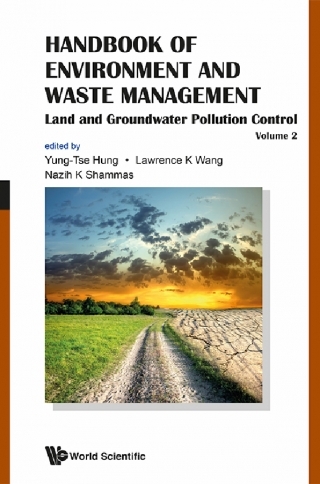 HANDBOOK OF
ENVIRONMENT AND
WASTE MANAGEMENT
Land and Groundwater Pollution Control
Volume 2
edited by
Yung-Tse Hung • Lawrence K Wang
Nazih K Shammas
World Scientific